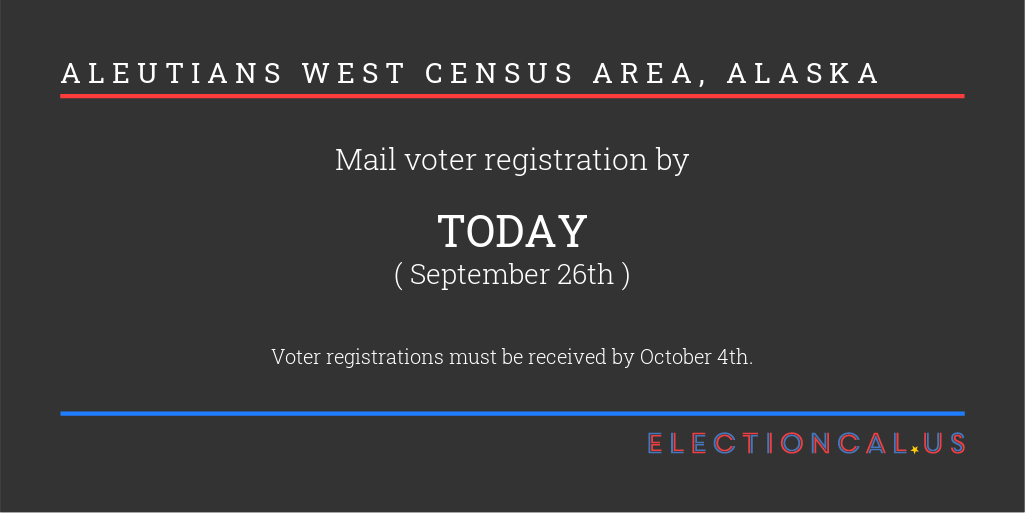 ALEUTIANS WEST CENSUS AREA, ALASKA
Mail voter registration by
TODAY
( September 26th )
Voter registrations must be received by October 4th.
ELECTIONCAL.US